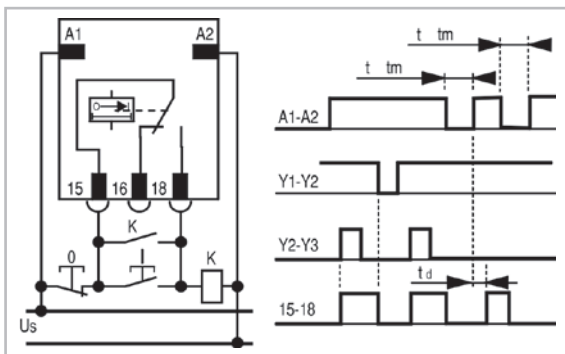 A1 A2
15 16 18
K
0 I K
Us
t tm
t tm
A1-A2
Y1-Y2
Y2-Y3
td
15-18